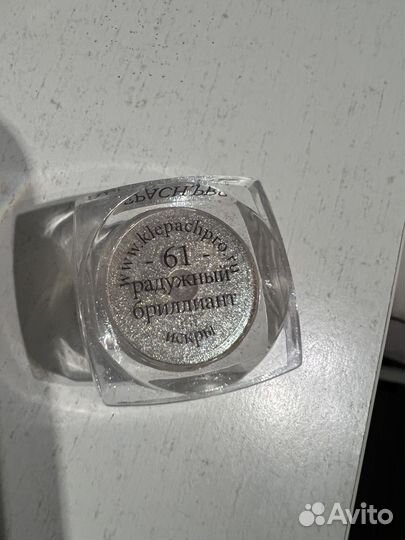 www.klepachpro.ru
- 61 -
радужный
бриллиант
искры
Avito